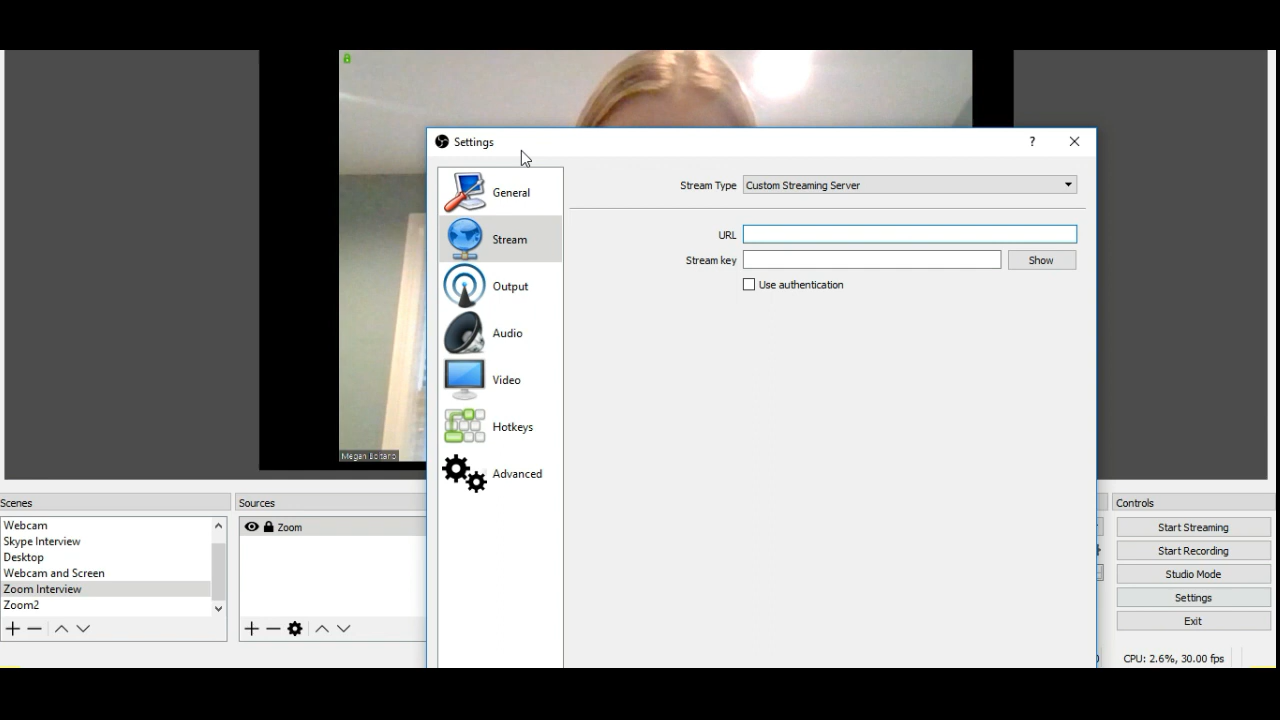 Settings
?
General
Stream
Output
Audio
Video
Hotkeys
Advanced
Stream Type
Custom Streaming Server
URL
Stream key
Show
Use authentication
Megan
Scenes
Webcam
Skype Interview
Desktop
Webcam and Screen
Zoom Interview
Zoom2
Sources
Zoom
Controls
Start Streaming
Start Recording
Studio Mode
Settings
Exit
CPU: 2.6%, 30.00 fps